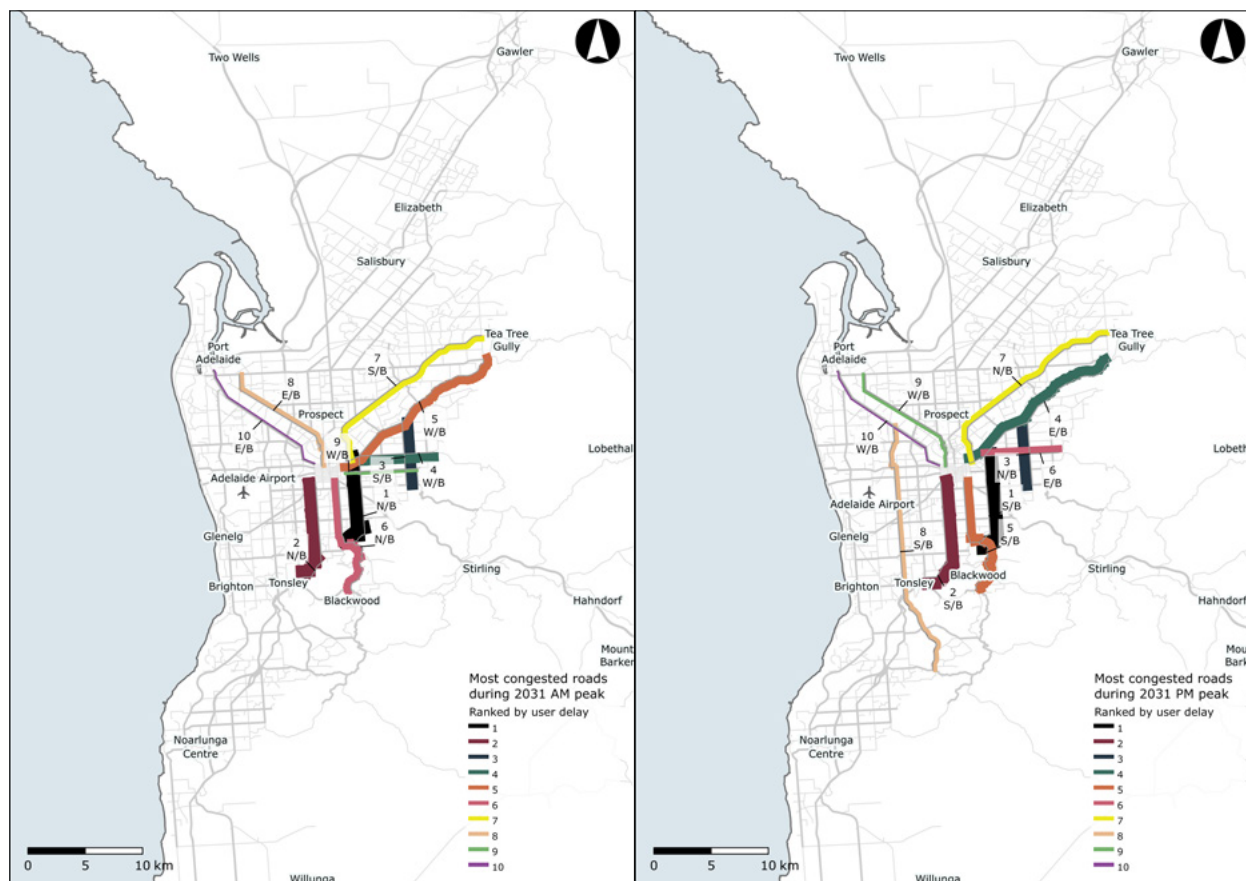 Two Wells
Gawler
Elizabeth
Salisbury
Tea Tree
Gully
Port
Adelaide
7
S/B
8
E/B
Prospect
5
W/B
10
E/B
9
W/B
Lobethal
3
S/B
4
W/B
Adelaide Airport
1
N/B
6
N/B
Glenelg
2
N/B
Stirling
Brighton
Tonsley
Blackwood
Hahndorf
Mount
Barker
Most congested roads
during 2031 AM peak
Ranked by user delay
1
2
3
4
5
6
7
8
9
10
Noarlunga
Centre
0
5
10 km
Willunga
Two Wells
Gawler
Elizabeth
Salisbury
Tea Tree
Gully
Port
Adelaide
7
N/B
9
W/B
Prospect
4
E/B
10
W/B
Lobethal
3
N/B
6
E/B
Adelaide Airport
1
S/B
5
S/B
Glenelg
8
S/B
Stirling
Brighton
Tonsley
Blackwood
2
S/B
Hahndorf
Mount
Barker
Most congested roads
during 2031 PM peak
Ranked by user delay
1
2
3
4
5
6
7
8
9
10
Noarlunga
Centre
0
5
10 km
Willunga